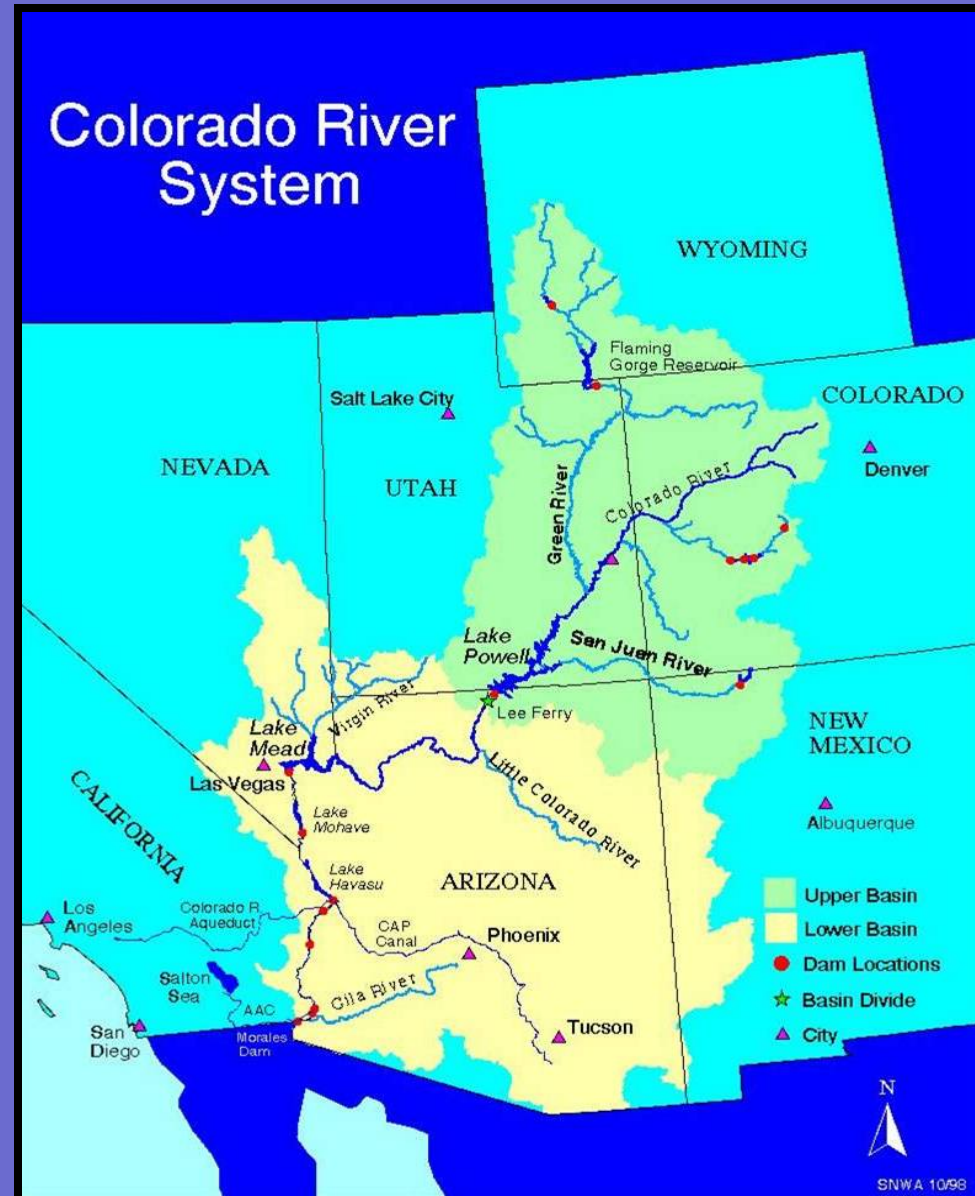 Colorado River
System
WYOMING
Flaming
Gorge Reservoir
COLORADO
Salt Lake City
Denver
NEVADA
UTAH
Green River
Colorado River
Lake
Powell
San Juan River
Lee Ferry
Virgin River
NEW
MEXICO
Lake
Mead
Las Vegas
Little Colorado River
CALIFORNIA
Lake
Mohave
Albuquerque
Lake
Havasu
ARIZONA
Los
Angeles
Colorado R.
Aqueduct
CAP
Canal
Phoenix
Salton
Sea
Gila River
AAC
Morales
Dam
San
Diego
Tucson
Upper Basin
Lower Basin
Dam Locations
Basin Divide
City
N
SNWA 10/98